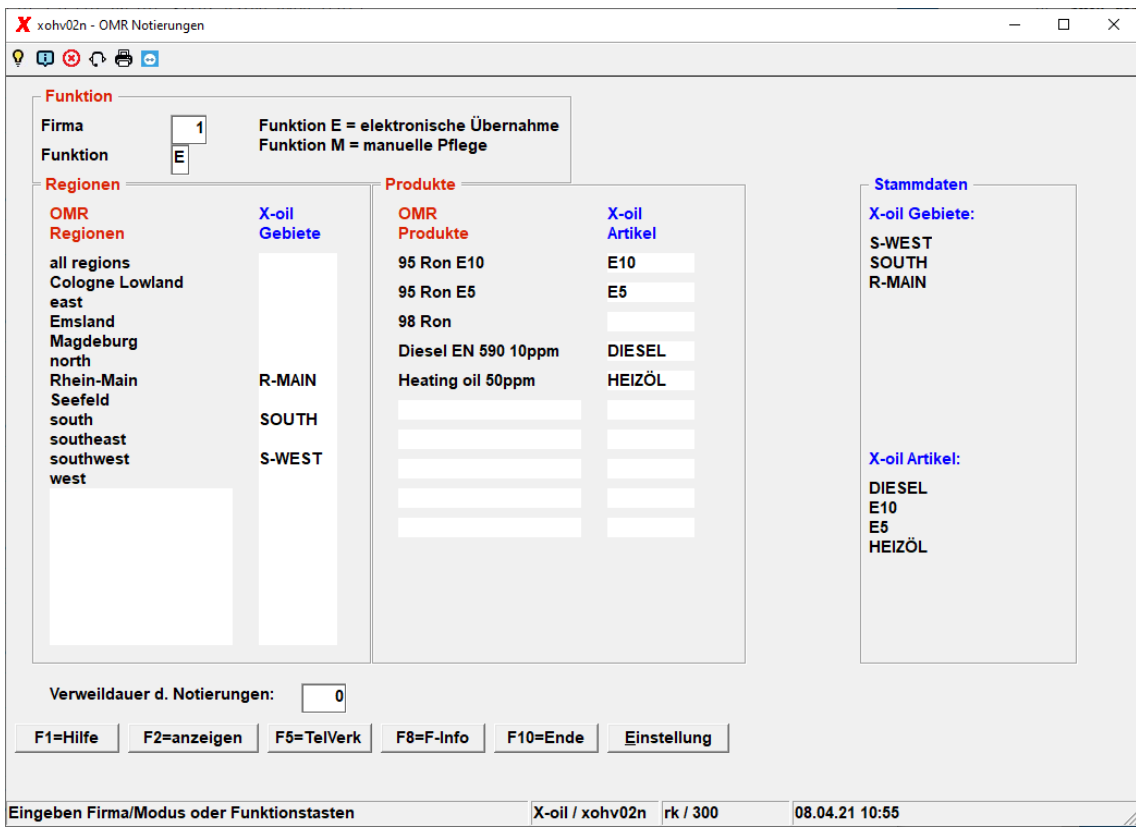 xohv02n - OMR Notierungen
Funktion
Firma 1 Funktion E = elektronische Übernahme
Funktion M = manuelle Pflege
Funktion E
Regionen
OMR X-oil
Regionen Gebiete
all regions
Cologne Lowland
east
Emsland
Magdeburg
north
Rhein-Main R-MAIN
Seefeld
south SOUTH
southeast
southwest S-WEST
west
Produkte
OMR X-oil
Produkte Artikel
95 Ron E10 E10
95 Ron E5 E5
98 Ron
Diesel EN 590 10ppm DIESEL
Heating oil 50ppm HEIZÖL
Stammdaten
X-oil Gebiete:
S-WEST
SOUTH
R-MAIN
X-oil Artikel:
DIESEL
E10
E5
HEIZÖL
Verweildauer d. Notierungen: 0
F1=Hilfe F2=anzeigen F5=TelVerk F8=F-Info F10=Ende Einstellung
Eingeben Firma/Modus oder Funktionstasten X-oil / xohv02n rk / 300 08.04.21 10:55